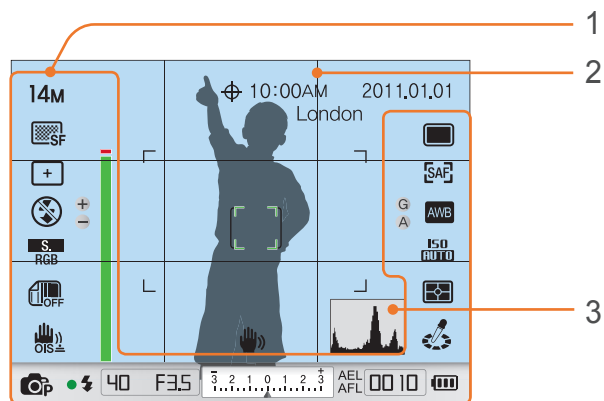 1
2
14M
10:00AM 2011.01.01
London
SF
SAF
+
G
A
AWB
S.
RGB
ISO
AUTO
OFF
3
OIS
P
40 F3.5
3 2 1 0 1 2 3
AEL
AFL
0010